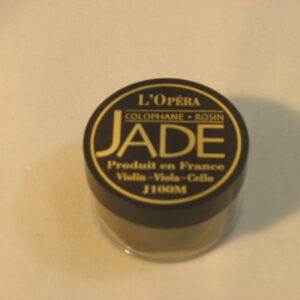 L'OPÉRA
COLOPHANE • ROSIN
JADE
Produit en France
Violin~Viola~Cello
J100M